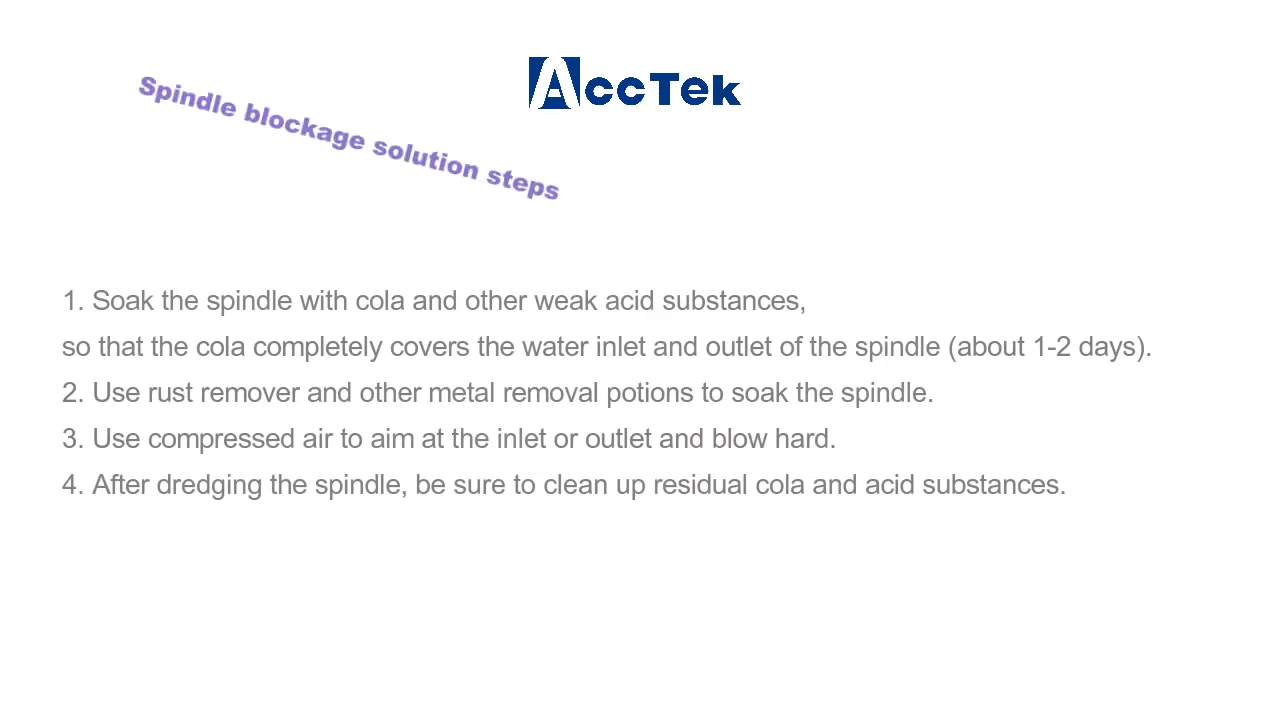 AccTek
Spindle blockage solution steps
1. Soak the spindle with cola and other weak acid substances,
so that the cola completely covers the water inlet and outlet of the spindle (about 1-2 days).
2. Use rust remover and other metal removal potions to soak the spindle.
3. Use compressed air to aim at the inlet or outlet and blow hard.
4. After dredging the spindle, be sure to clean up residual cola and acid substances.